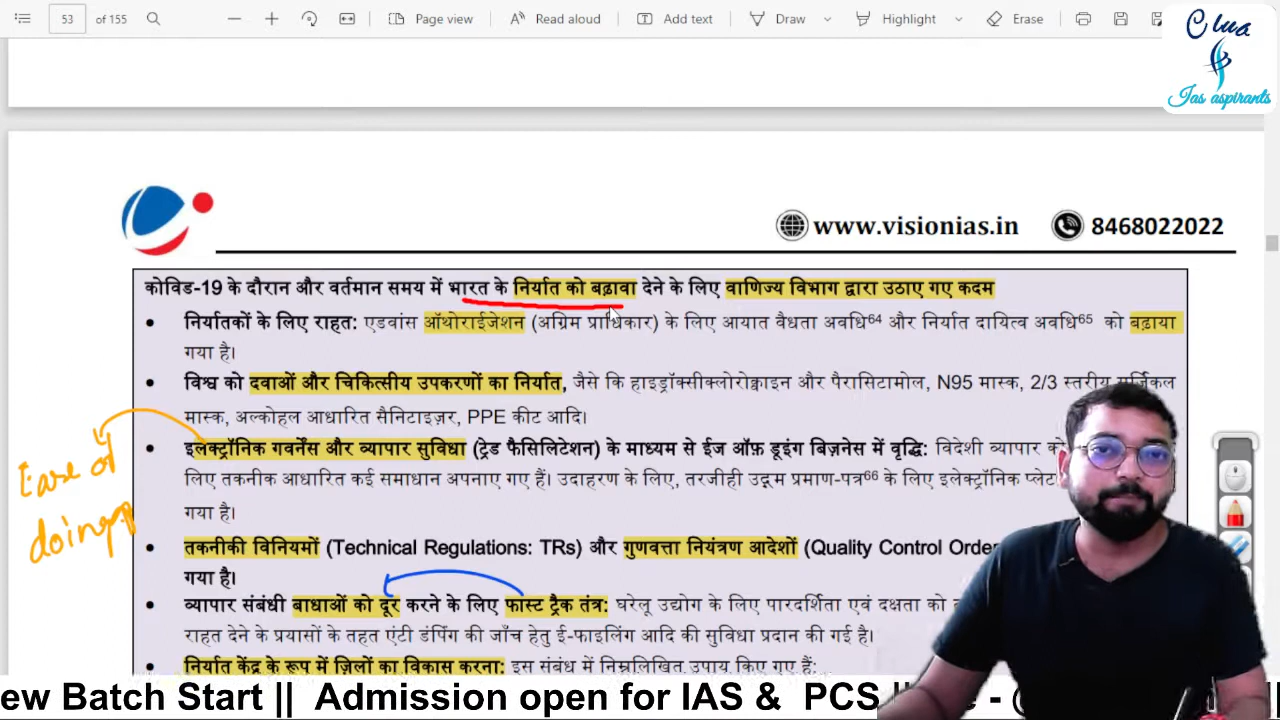 53 of 155 Page view Read aloud Add text Draw Highlight Erase
Clue
Ias aspirants
www.visionias.in 8468022022
कोविड-19 के दौरान और वर्तमान समय में भारत के निर्यात को बढ़ावा देने के लिए वाणिज्य विभाग द्वारा उठाए गए कदम
• निर्यातकों के लिए राहत: एडवांस ऑथोराईजेशन (अग्रिम प्राधिकार) के लिए आयात वैधता अवधि64 और निर्यात दायित्व अवधि65 को बढ़ाया
गया है।
• विश्व को दवाओं और चिकित्सीय उपकरणों का निर्यात, जैसे कि हाइड्रॉक्सीक्लोरोक्वाइन और पैरासिटामोल, N95 मास्क, 2/3 स्तरीय सर्जिकल
मास्क, अल्कोहल आधारित सैनिटाइज़र, PPE कीट आदि।
• इलेक्ट्रॉनिक गवर्नेंस और व्यापार सुविधा (ट्रेड फैसिलिटेशन) के माध्यम से ईज ऑफ़ डूइंग बिज़नेस में वृद्धि: विदेशी व्यापार को
Ease of
लिए तकनीक आधारित कई समाधान अपनाए गए हैं। उदाहरण के लिए, तरजीही उद्गम प्रमाण-पत्र66 के लिए इलेक्ट्रॉनिक
गया है।
doing
• तकनीकी विनियमों (Technical Regulations: TRs) और गुणवत्ता नियंत्रण आदेशों (Quality Control
गया है।
• व्यापार संबंधी बाधाओं को दूर करने के लिए फास्ट ट्रैक तंत्र: घरेलू उद्योग के लिए पारदर्शिता एवं दक्षता को
राहत देने के प्रयासों के तहत एंटी डंपिंग की जाँच हेतु ई-फाइलिंग आदि की सुविधा प्रदान की गई है।
• निर्यात केंद्र के रूप में ज़िलों का विकास करना: इस संबंध में निम्नलिखित उपाय किए गए हैं:
ew Batch Start || Admission open for IAS & PCS